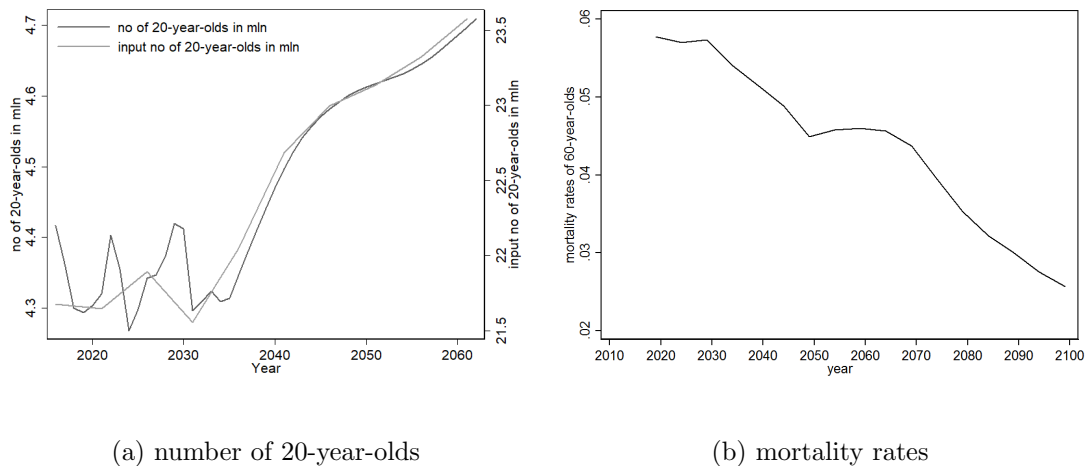 no of 20-year-olds in mln
input no of 20-year-olds in mln
4.7
4.6
4.5
4.4
4.3
no of 20-year-olds in mln
23.5
23
22.5
22
21.5
input no of 20-year-olds in mln
2020 2030 2040 2050 2060
Year
(a) number of 20-year-olds
.06
.05
.04
.03
.02
mortality rates of 60-year-olds
2010 2020 2030 2040 2050 2060 2070 2080 2090 2100
year
(b) mortality rates